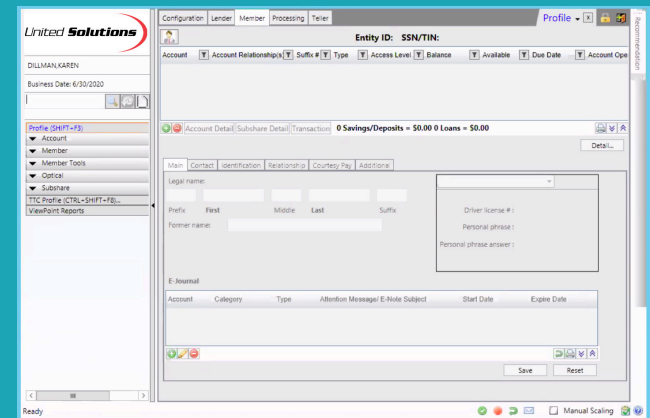 Configuration Lender Member Processing Teller Profile
United Solutions
Entity ID: SSN/TIN:
Account Account Relationship(s Suffix # Type Access Level Balance Available Due Date Account Ope
Recommendation
DILLMAN,KAREN
Business Date: 6/30/2020
Profile (SHIFT+F3)
Account
Member
Member Tools
Optical
Subshare
TTC Profile (CTRL+SHIFT+F8)...
ViewPoint Reports
Account Detail Subshare Detail Transaction 0 Savings/Deposits = $0.00 0 Loans = $0.00
Detail...
Main Contact Identification Relationship Courtesy Pay Additional
Legal name:
Prefix First Middle Last Suffix
Former name:
Driver license # :
Personal phrase :
Personal phrase answer :
E-Journal
Account Category Type Attention Message/ E-Note Subject Start Date Expire Date
Save Reset
Ready
Manual Scaling